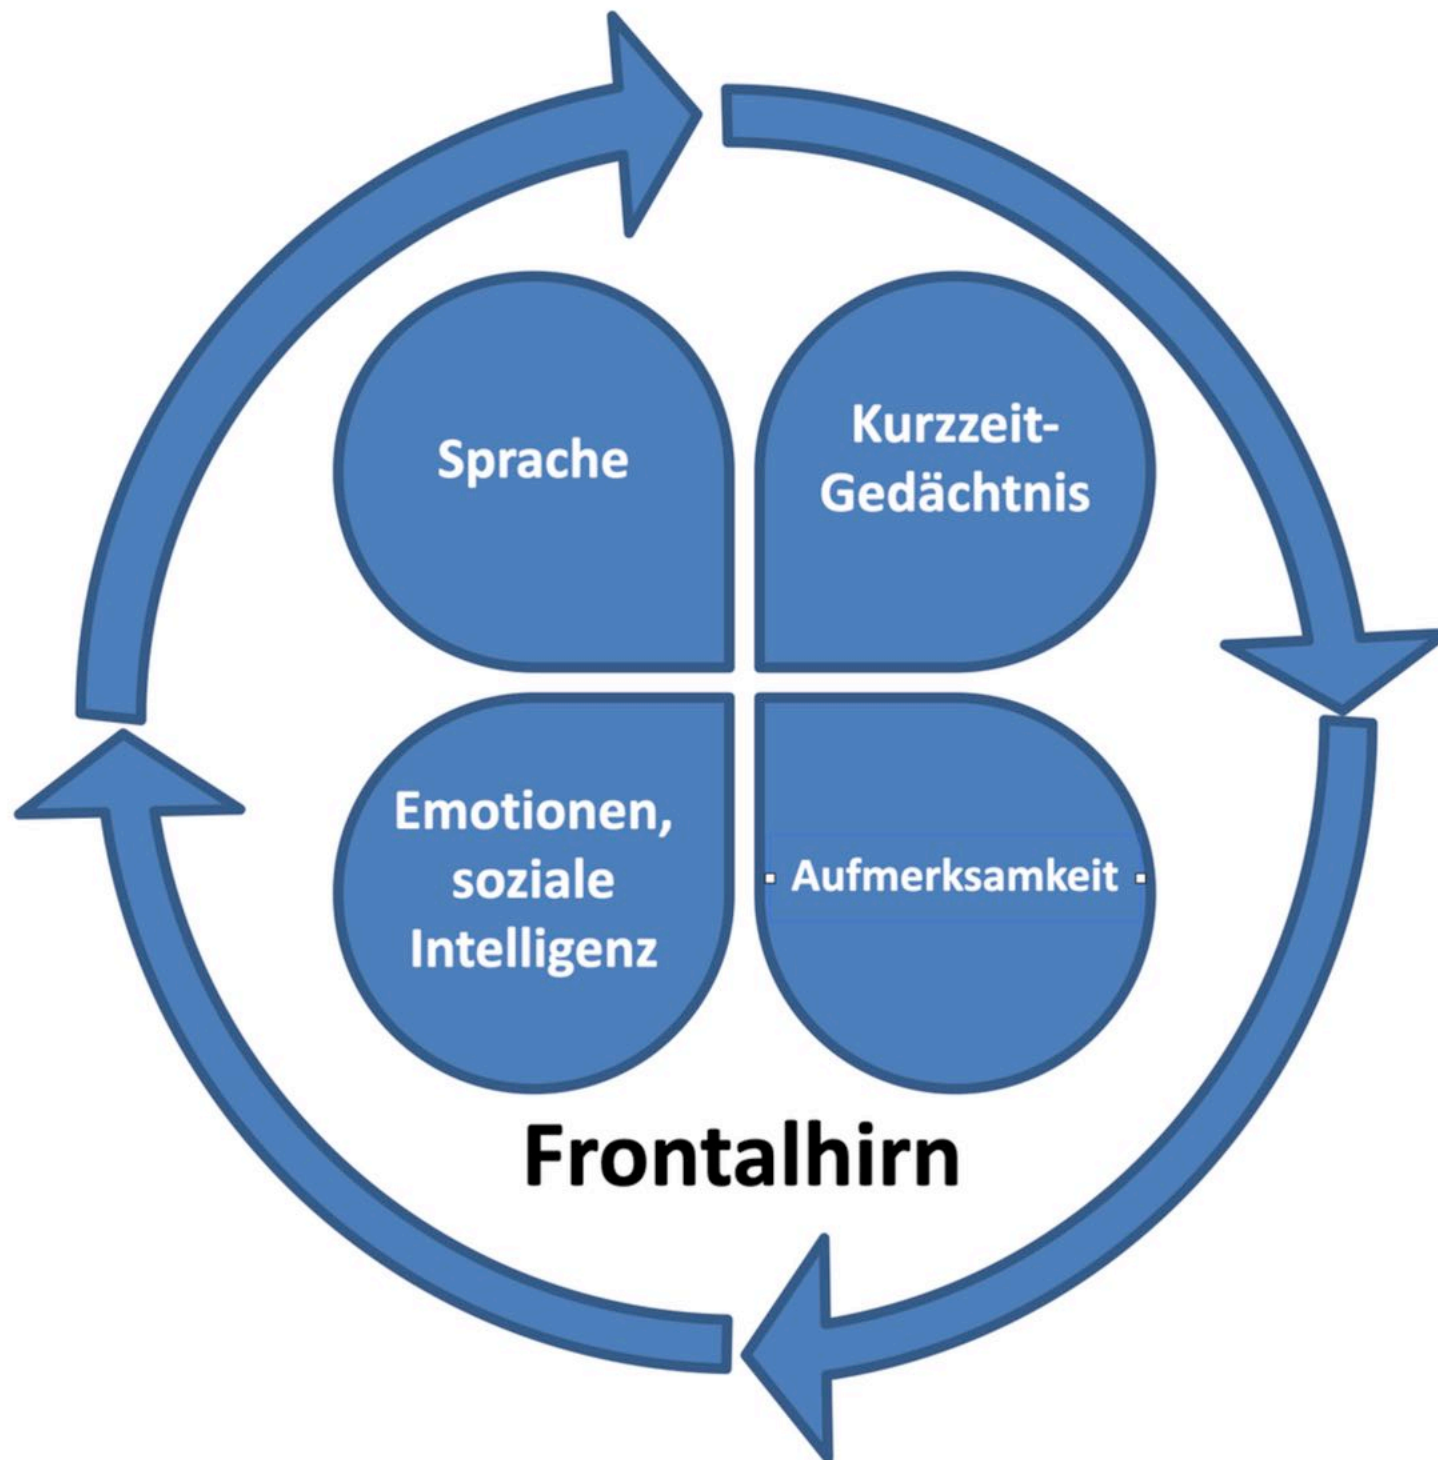 Sprache
Kurzzeit-
Gedächtnis
Emotionen,
soziale
Intelligenz
Aufmerksamkeit
Frontalhirn